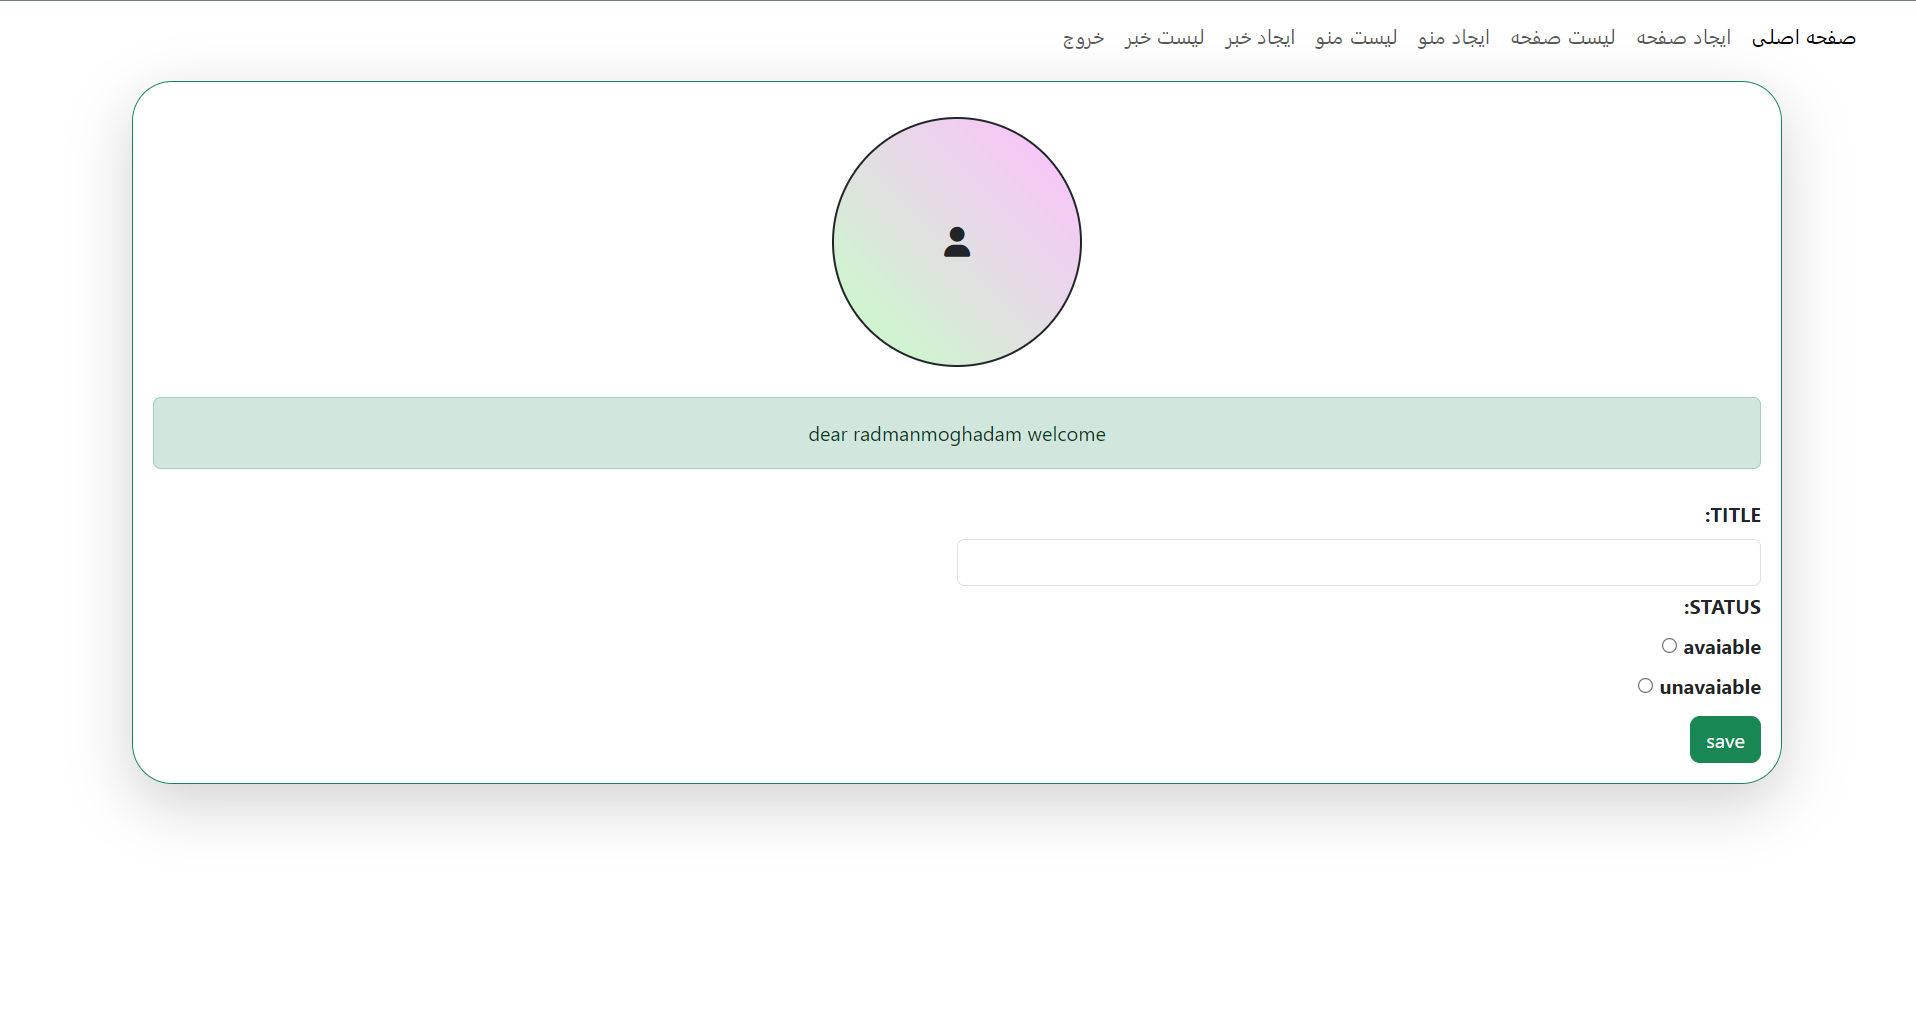 صفحه اصلی ایجاد صفحه لیست صفحه ایجاد منو لیست منو ایجاد خبر لیست خبر خروج
dear radmanmoghadam welcome
:TITLE
:STATUS
avaiable
unavaiable
save